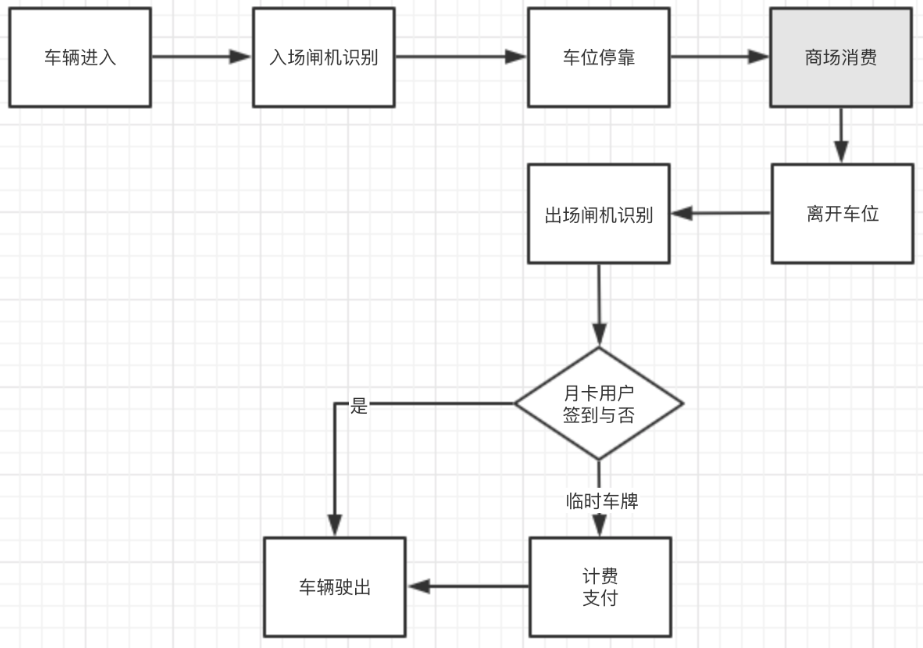 车辆进入
入场闸机识别
车位停靠
商场消费
出场闸机识别
离开车位
月卡用户
签到与否
是
临时车牌
车辆驶出
计费
支付